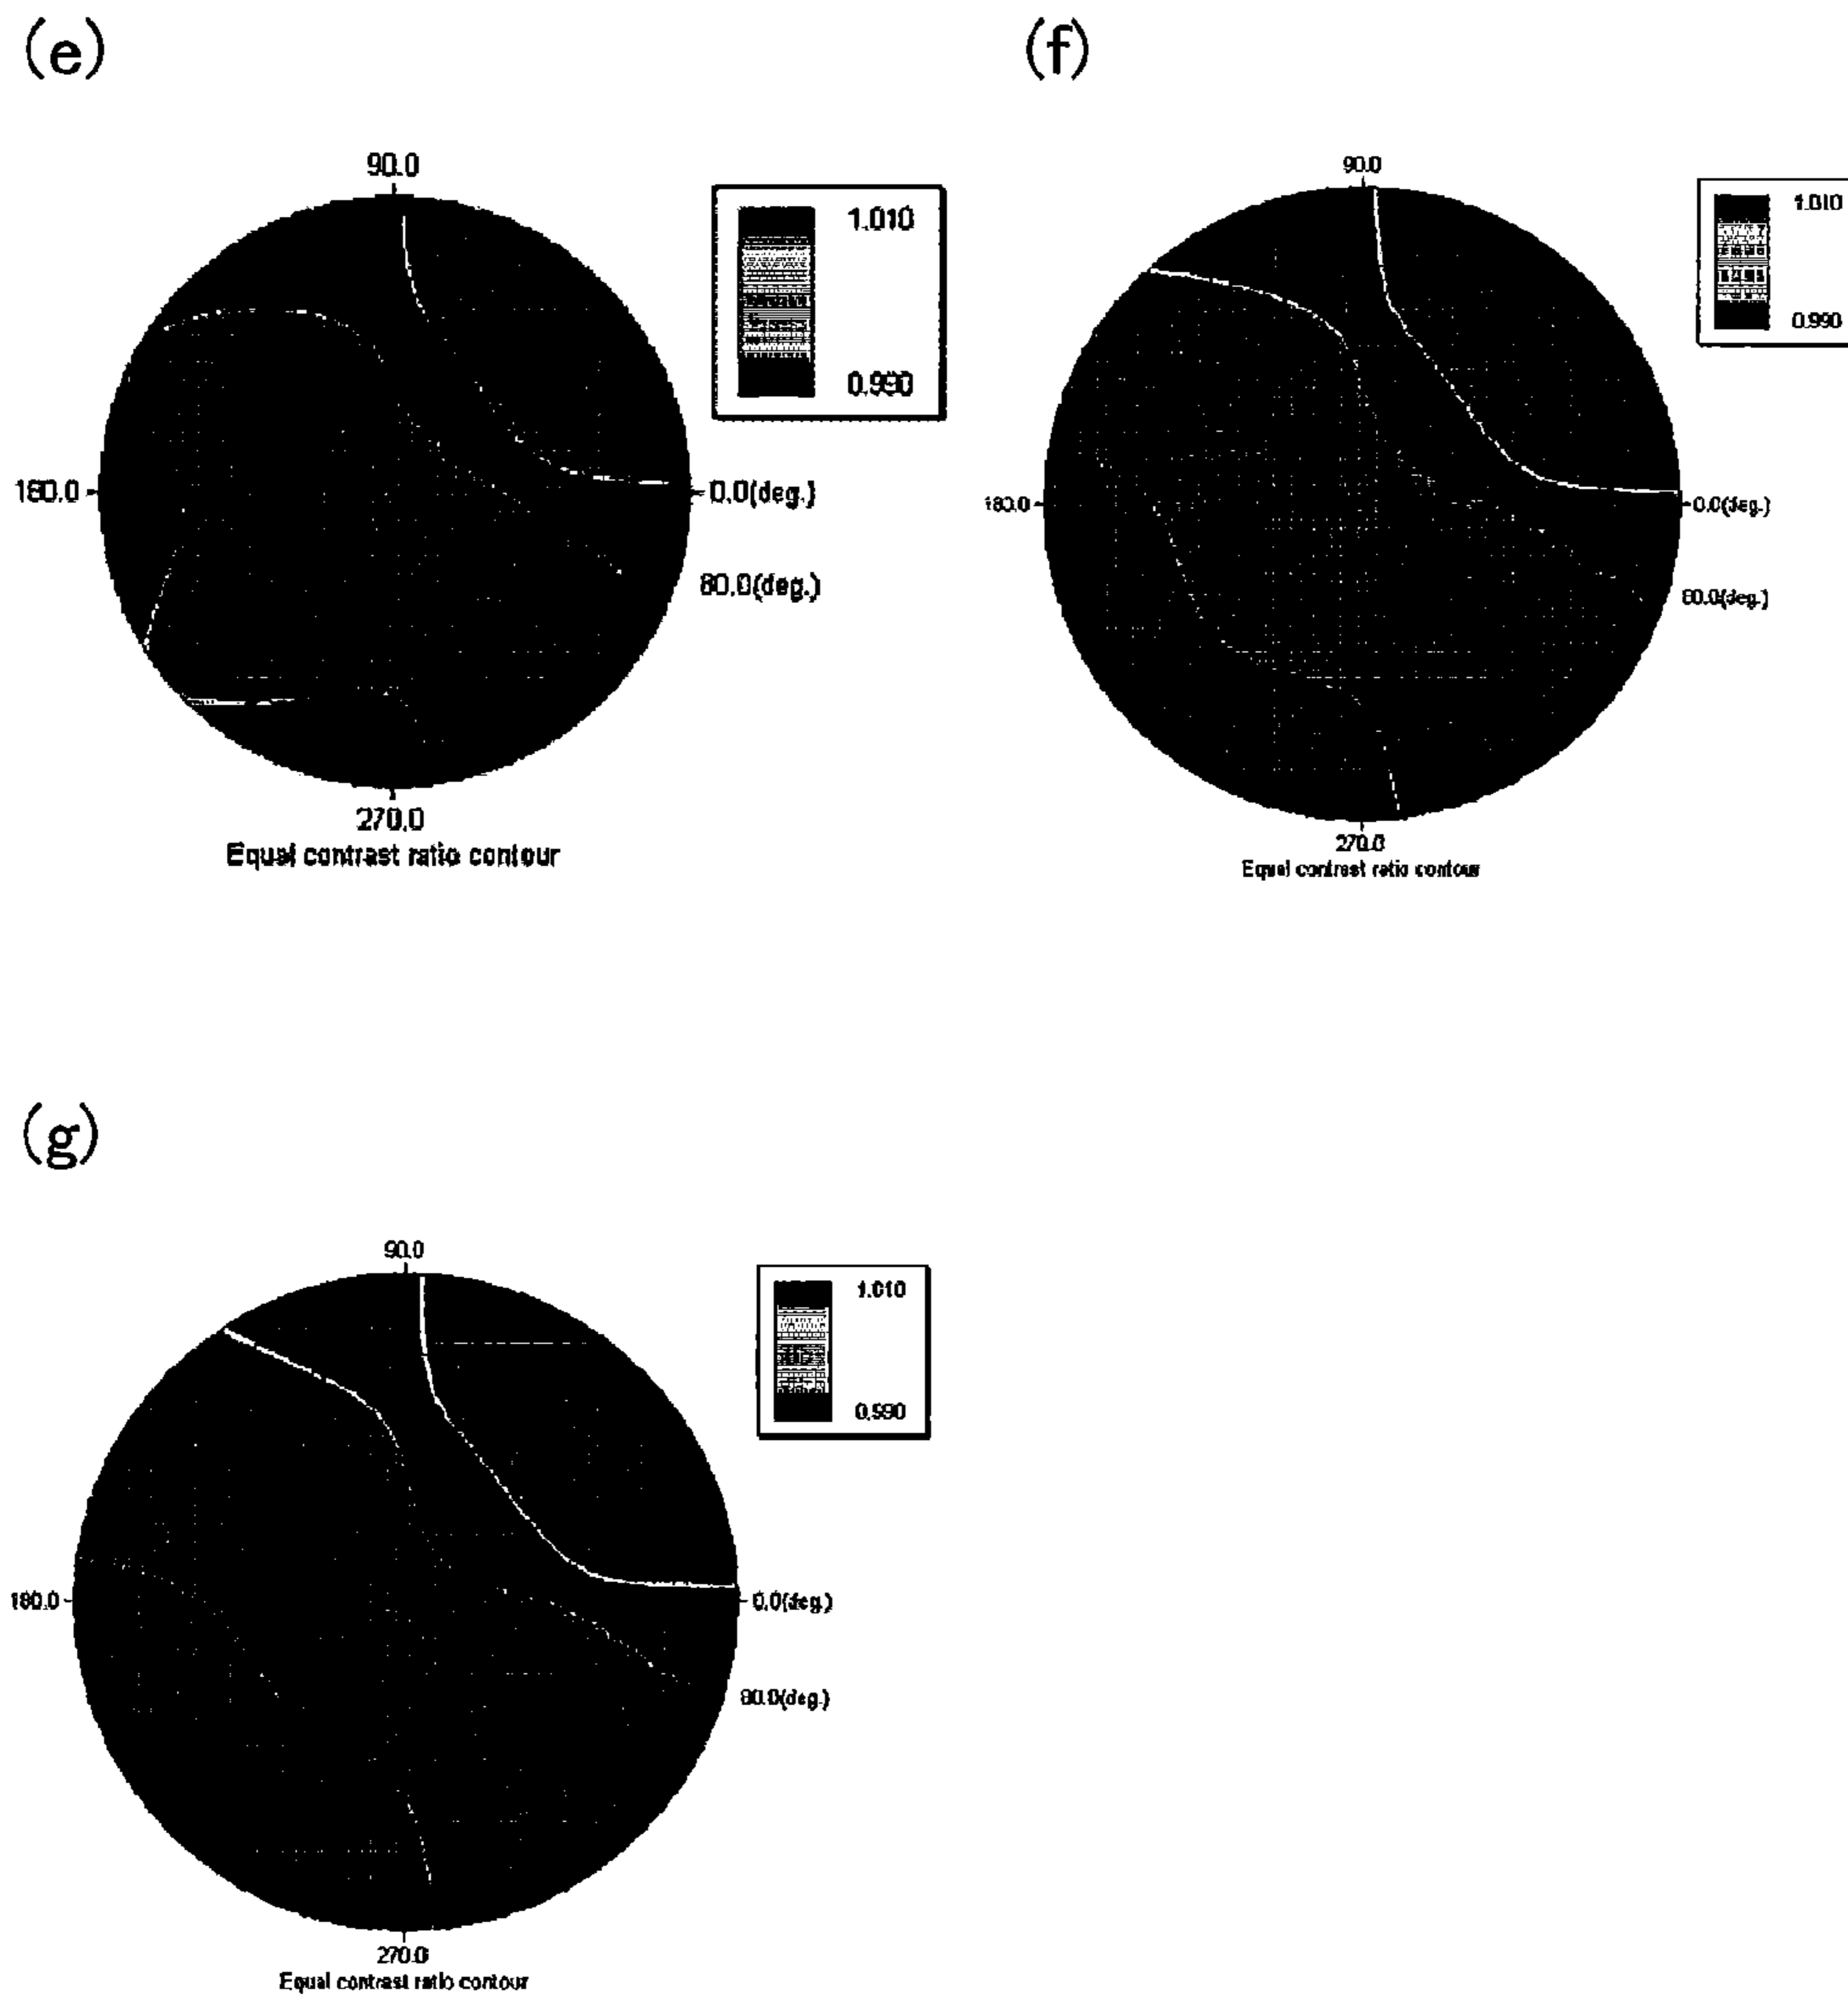 (e)
90.0
1.010
0.990
180.0
0.0(deg.)
80.0(deg.)
270.0
Equal contrast ratio contour
(f)
90.0
1.010
0.990
180.0
0.0(deg.)
80.0(deg.)
270.0
Equal contrast ratio contour
(g)
90.0
1.010
0.990
180.0
0.0(deg.)
80.0(deg.)
270.0
Equal contrast ratio contour